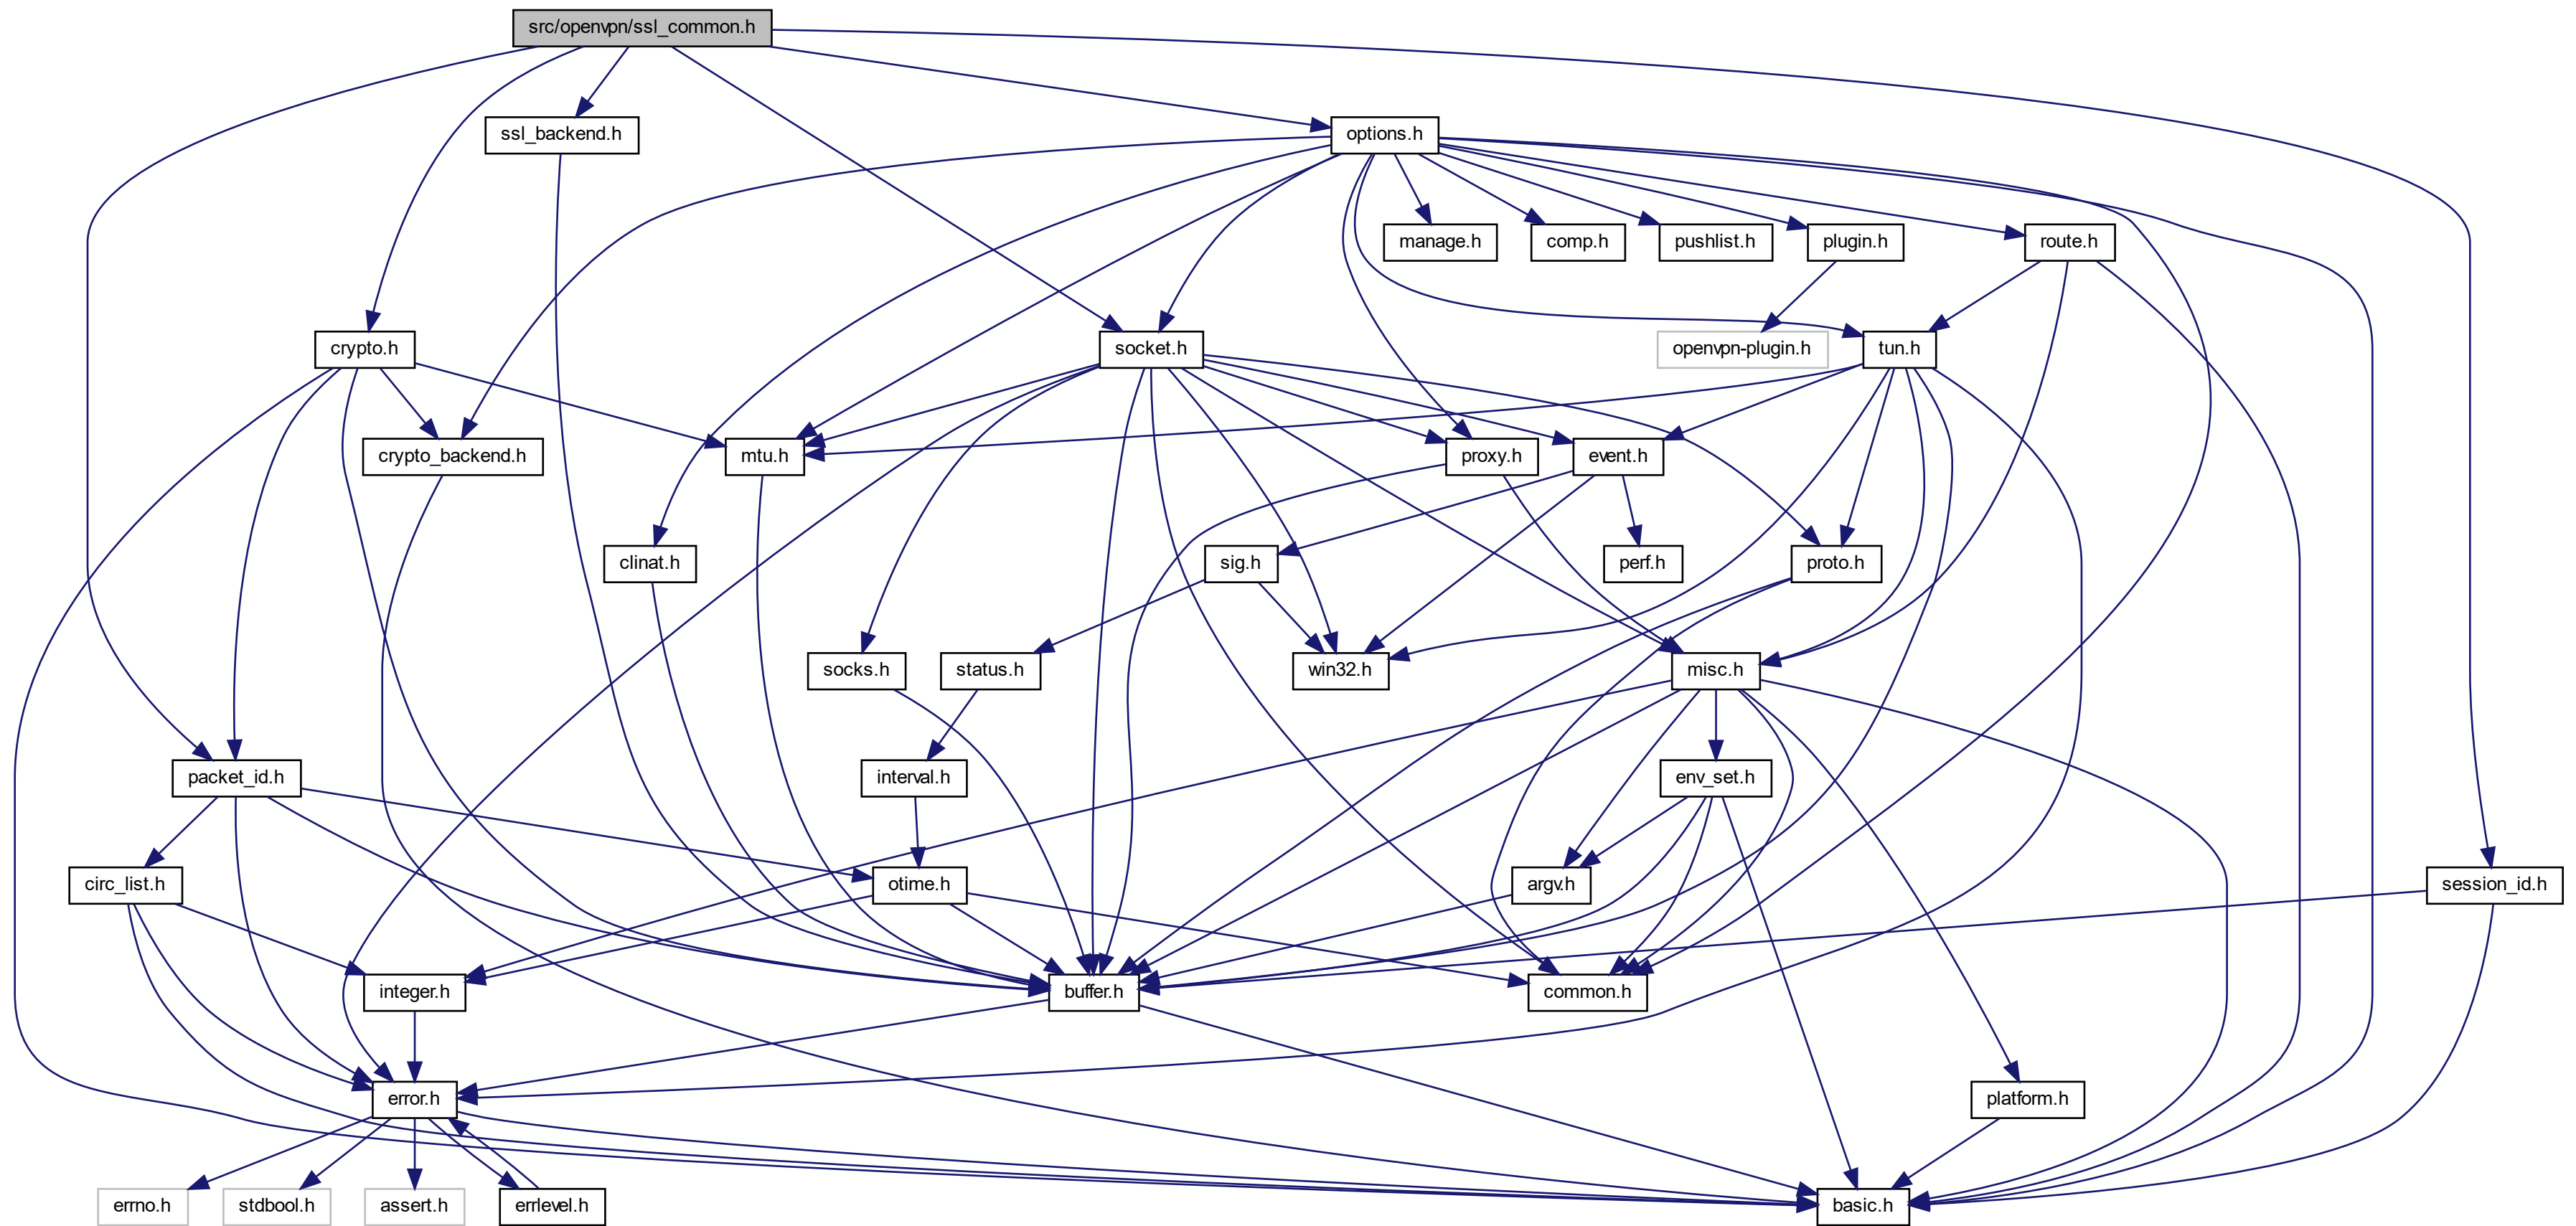 src/openvpn/ssl_common.h
ssl_backend.h
options.h
manage.h
comp.h
pushlist.h
plugin.h
route.h
crypto.h
socket.h
openvpn-plugin.h
tun.h
crypto_backend.h
mtu.h
proxy.h
event.h
clinat.h
sig.h
perf.h
proto.h
socks.h
status.h
win32.h
misc.h
packet_id.h
interval.h
env_set.h
circ_list.h
otime.h
argv.h
session_id.h
integer.h
buffer.h
common.h
error.h
platform.h
errno.h
stdbool.h
assert.h
errlevel.h
basic.h